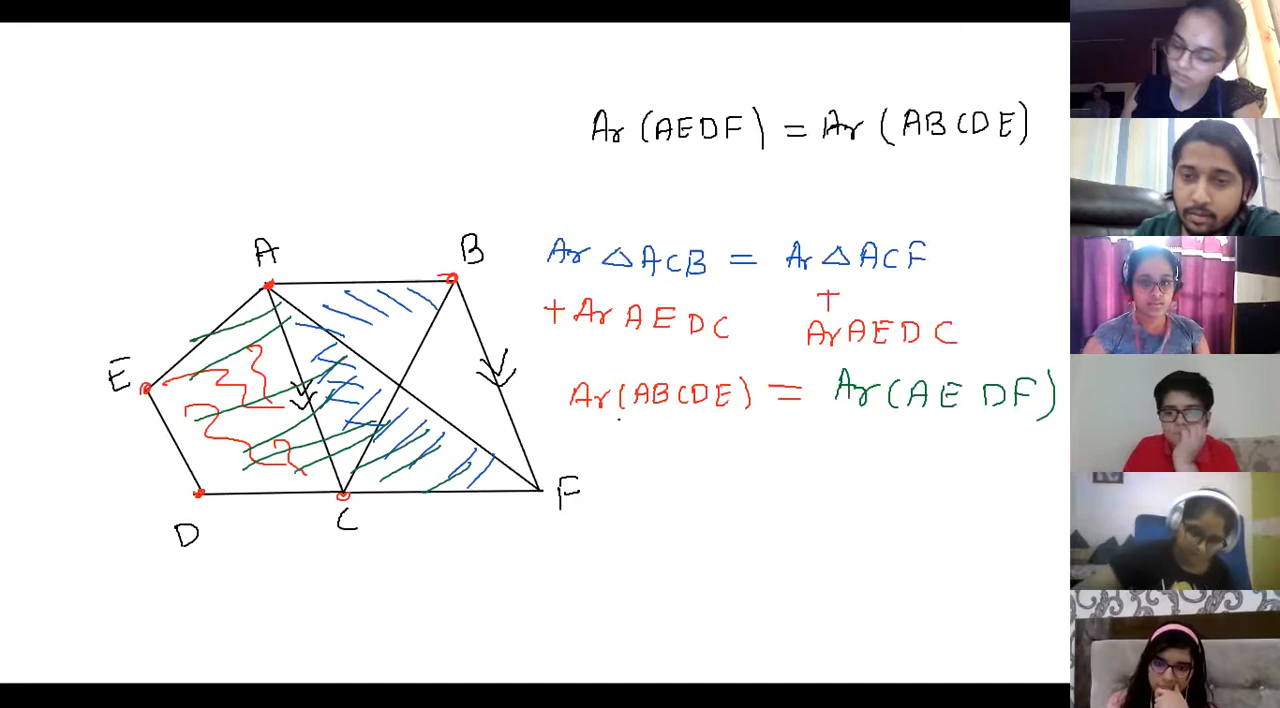 Ar (AEDF) = Ar (ABCDE)
A
B
Ar △ ACB = Ar △ ACF
+ Ar AEDC + Ar AEDC
E
Ar (ABCDE) = Ar (AEDF)
F
D
C